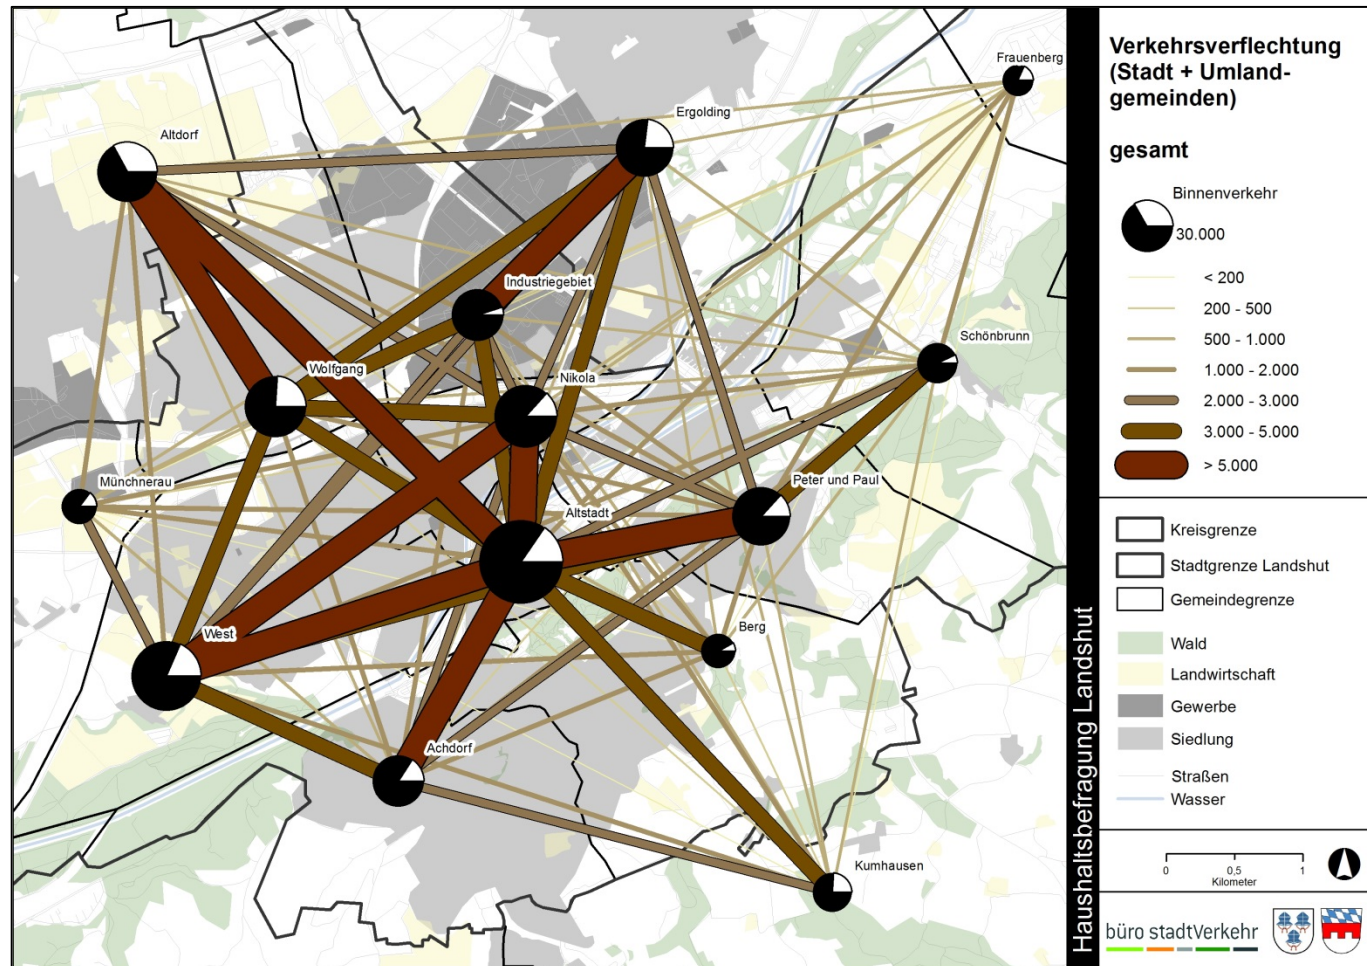 Frauenberg
Ergolding
Altdorf
Industriegebiet
Schönbrunn
Wolfgang
Nikola
Münchnerau
Peter und Paul
Altstadt
West
Berg
Achdorf
Kumhausen
Haushaltsbefragung Landshut
Verkehrsverflechtung
(Stadt + Umland-
gemeinden)
gesamt
Binnenverkehr
30.000
< 200
200 - 500
500 - 1.000
1.000 - 2.000
2.000 - 3.000
3.000 - 5.000
> 5.000
Kreisgrenze
Stadtgrenze Landshut
Gemeindegrenze
Wald
Landwirtschaft
Gewerbe
Siedlung
Straßen
Wasser
0 0,5 1
Kilometer
büro stadtVerkehr